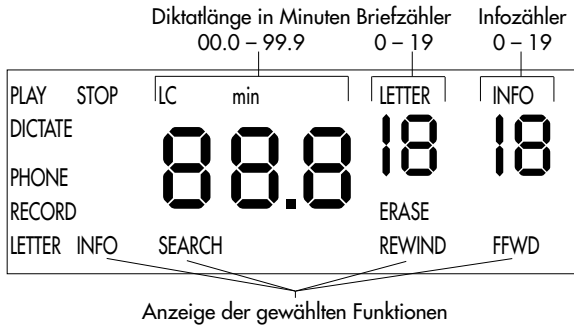 Diktatlänge in Minuten Briefzähler Infozähler
00.0 – 99.9 0 – 19 0 – 19
PLAY STOP LC min LETTER INFO
DICTATE
88.8 18 18
PHONE
RECORD ERASE
LETTER INFO SEARCH REWIND FFWD
Anzeige der gewählten Funktionen